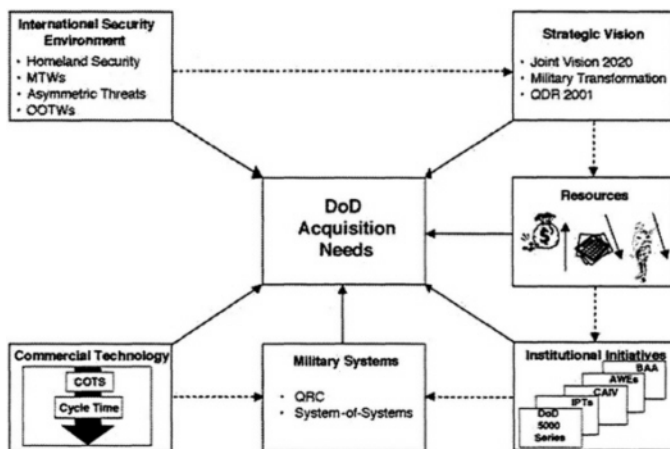 International Security
Environment
• Homeland Security
• MTWs
• Asymmetric Threats
• OOTWs
Strategic Vision
• Joint Vision 2020
• Military Transformation
• QDR 2001
DoD
Acquisition
Needs
Resources
$
Commercial Technology
COTS
Cycle Time
Military Systems
• QRC
• System-of-Systems
Institutional Initiatives
BAA
AWEs
CAIV
IPTs
DoD
5000
Series